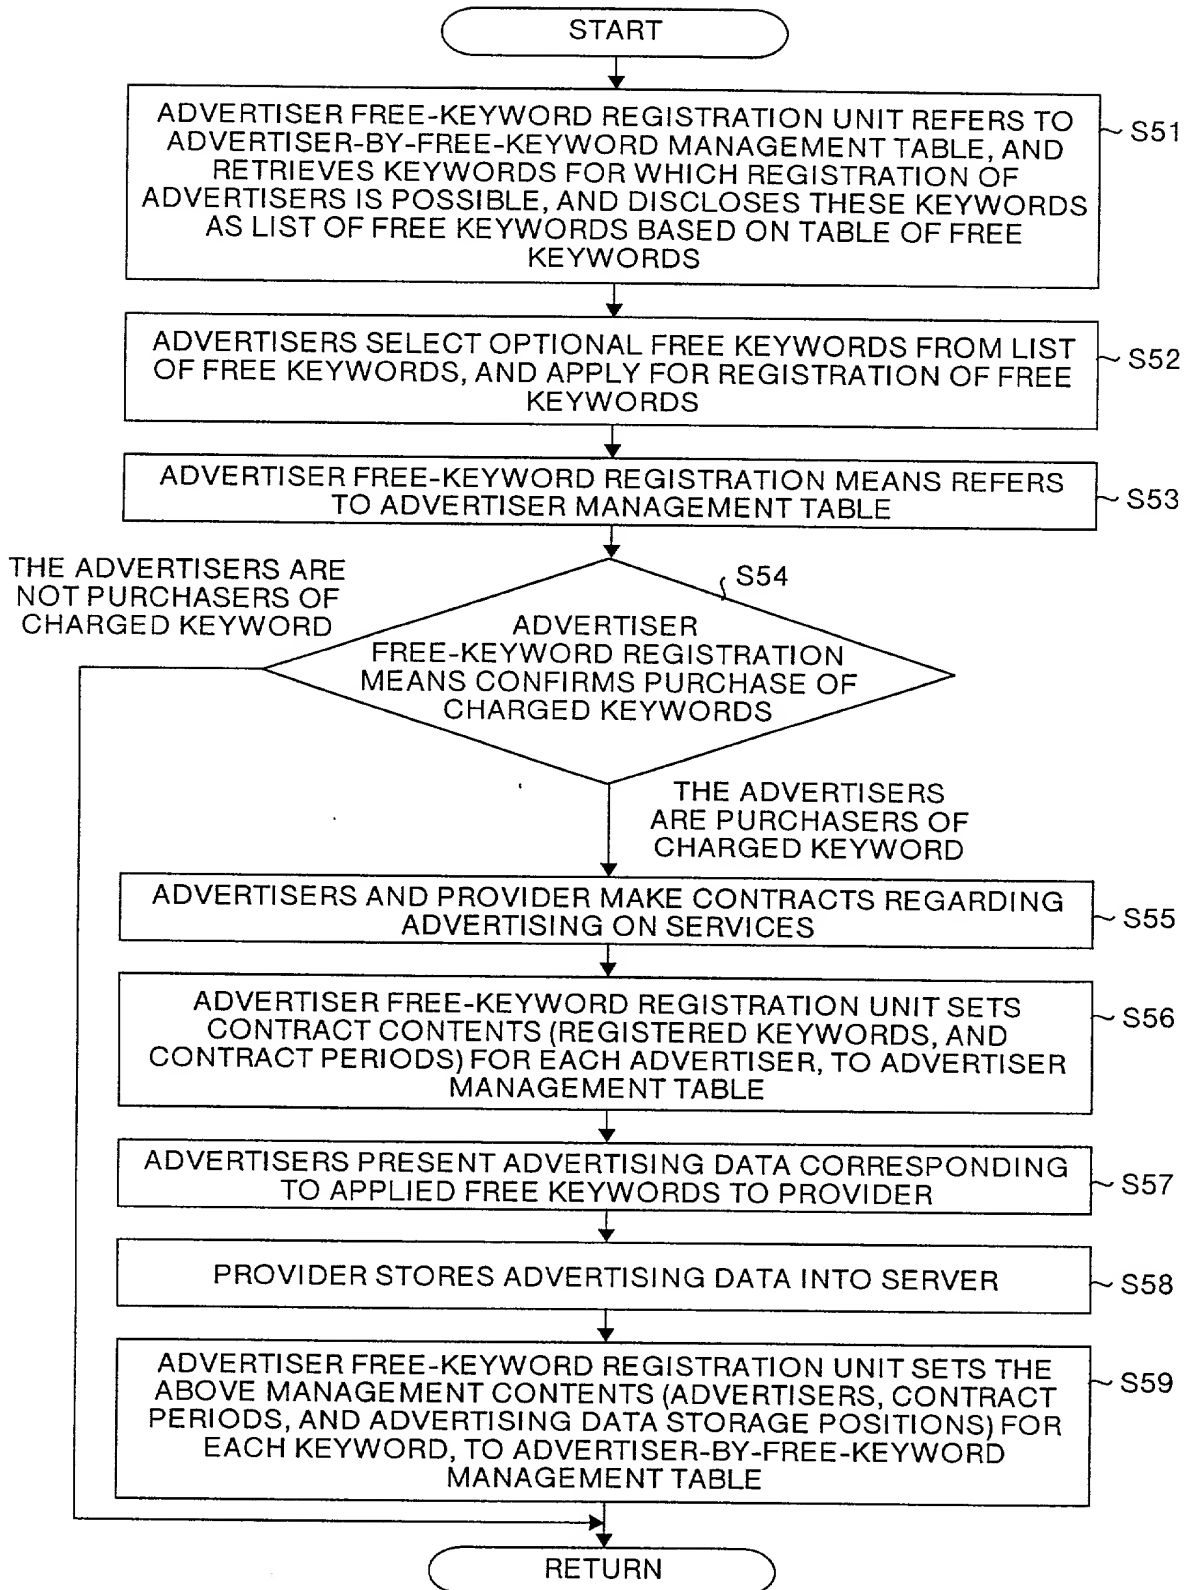 START
ADVERTISER FREE-KEYWORD REGISTRATION UNIT REFERS TO
ADVERTISER-BY-FREE-KEYWORD MANAGEMENT TABLE, AND
RETRIEVES KEYWORDS FOR WHICH REGISTRATION OF
ADVERTISERS IS POSSIBLE, AND DISCLOSES THESE KEYWORDS
AS LIST OF FREE KEYWORDS BASED ON TABLE OF FREE
KEYWORDS
S51
ADVERTISERS SELECT OPTIONAL FREE KEYWORDS FROM LIST
OF FREE KEYWORDS, AND APPLY FOR REGISTRATION OF FREE
KEYWORDS
S52
ADVERTISER FREE-KEYWORD REGISTRATION MEANS REFERS
TO ADVERTISER MANAGEMENT TABLE
S53
THE ADVERTISERS ARE
NOT PURCHASERS OF
CHARGED KEYWORD
S54
ADVERTISER
FREE-KEYWORD REGISTRATION
MEANS CONFIRMS PURCHASE OF
CHARGED KEYWORDS
THE ADVERTISERS
ARE PURCHASERS OF
CHARGED KEYWORD
ADVERTISERS AND PROVIDER MAKE CONTRACTS REGARDING
ADVERTISING ON SERVICES
S55
ADVERTISER FREE-KEYWORD REGISTRATION UNIT SETS
CONTRACT CONTENTS (REGISTERED KEYWORDS, AND
CONTRACT PERIODS) FOR EACH ADVERTISER, TO ADVERTISER
MANAGEMENT TABLE
S56
ADVERTISERS PRESENT ADVERTISING DATA CORRESPONDING
TO APPLIED FREE KEYWORDS TO PROVIDER
S57
PROVIDER STORES ADVERTISING DATA INTO SERVER
S58
ADVERTISER FREE-KEYWORD REGISTRATION UNIT SETS THE
ABOVE MANAGEMENT CONTENTS (ADVERTISERS, CONTRACT
PERIODS, AND ADVERTISING DATA STORAGE POSITIONS) FOR
EACH KEYWORD, TO ADVERTISER-BY-FREE-KEYWORD
MANAGEMENT TABLE
S59
RETURN